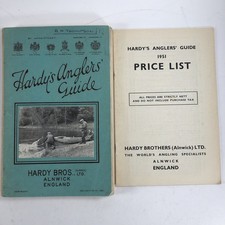 Hardy's Anglers'
Guide
HARDY BROS. LTD.
ALNWICK
ENGLAND
HARDY'S ANGLERS' GUIDE
1951
PRICE LIST
ALL PRICES ARE STRICTLY NETT
AND DO NOT INCLUDE PURCHASE TAX
HARDY BROTHERS (Alnwick) LTD.
THE WORLD'S ANGLING SPECIALISTS
ALNWICK
ENGLAND